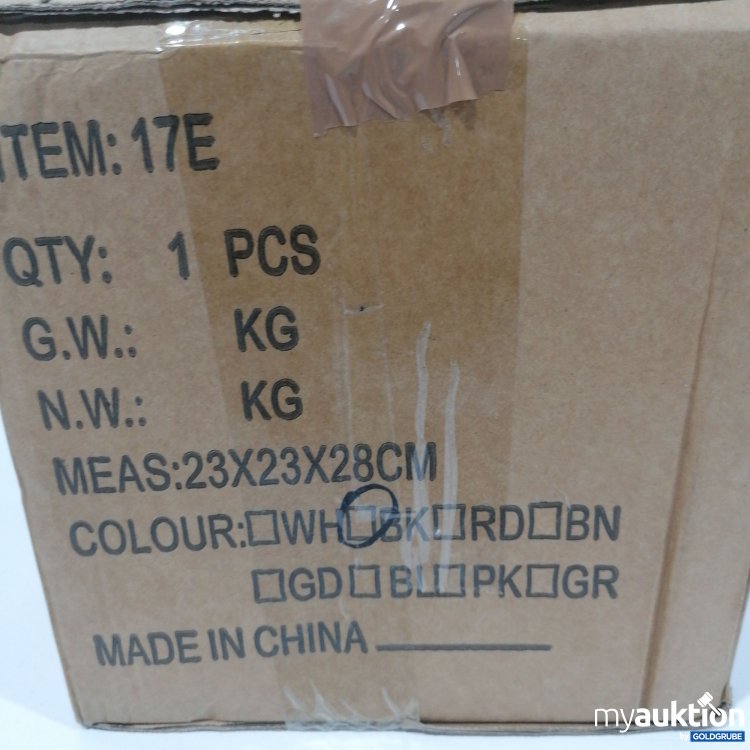 ITEM: 17E
QTY: 1 PCS
G.W.: KG
N.W.: KG
MEAS:23X23X28CM
COLOUR:☐WH☐BK☐RD☐BN
☐GD☐BL☐PK☐GR
MADE IN CHINA
myauktion
by GOLDGRUBE